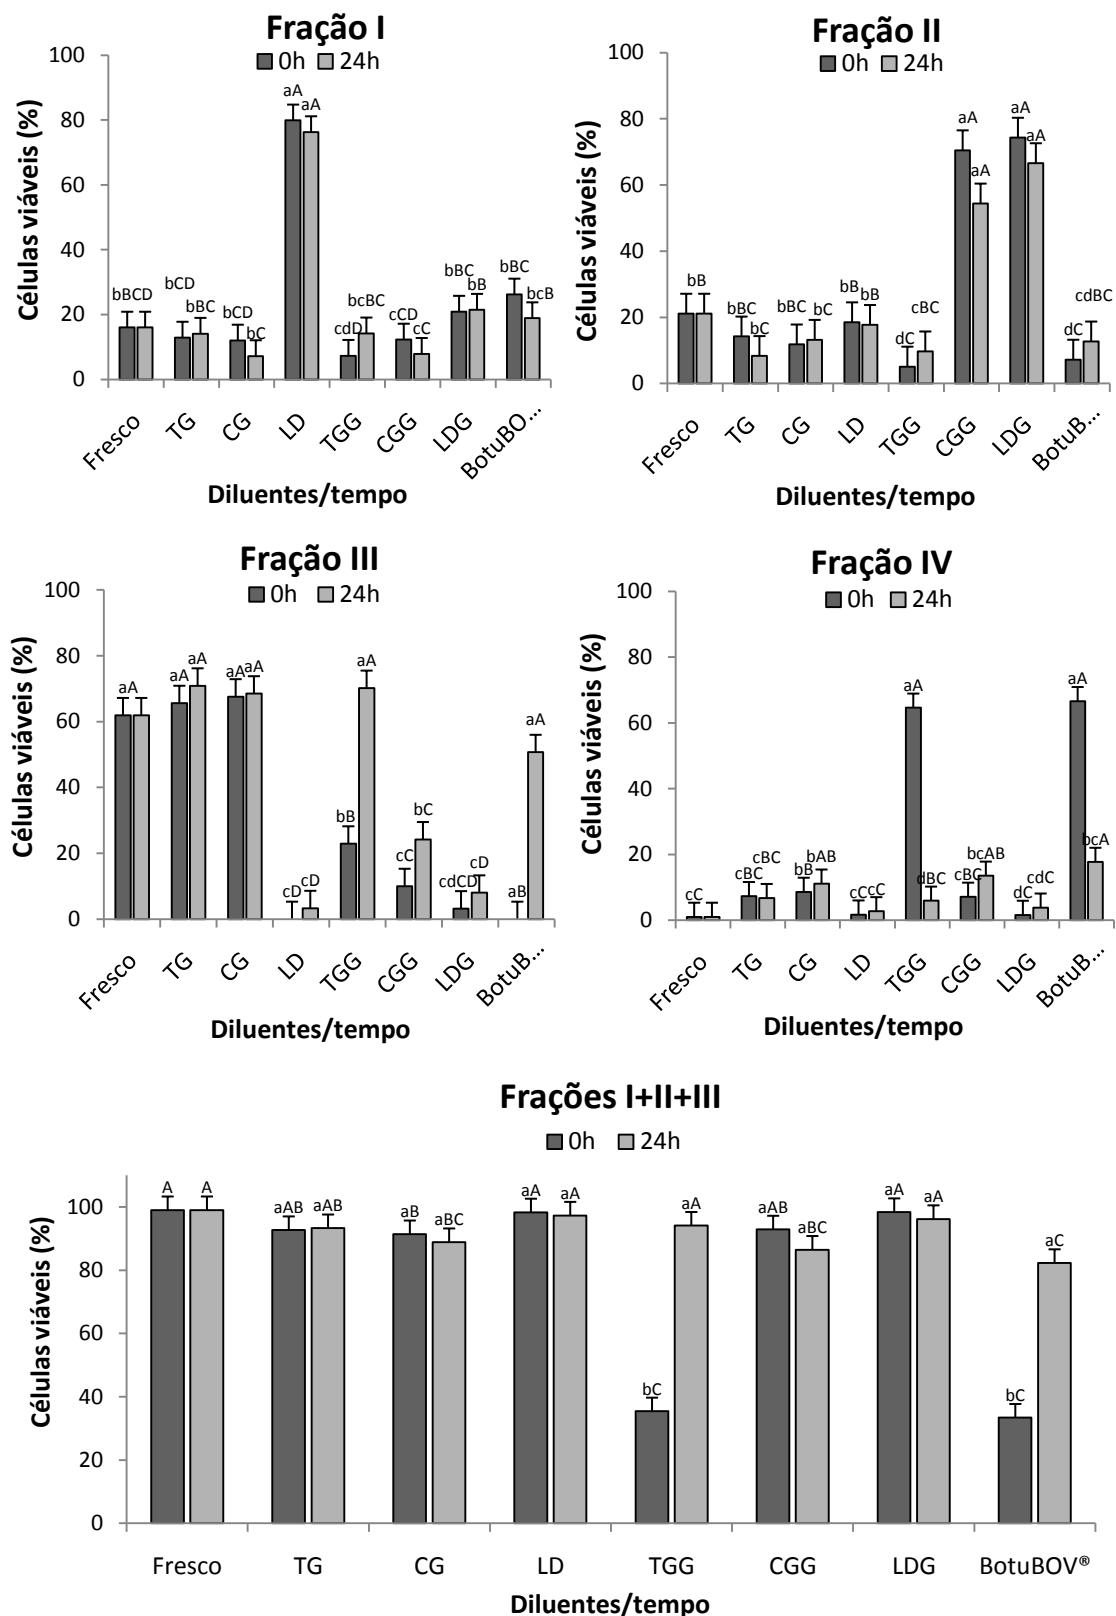 Fração I
0h 24h
Células viáveis (%)
100
80
60
40
20
0
bBCD bCD bBC bCD bC aA aA cdD bcBC cCD cC bBC bB bBC bcB
Fresco TG CG LD TGG CGG LDG BotuBO...
Diluentes/tempo
Fração II
0h 24h
Células viáveis (%)
100
80
60
40
20
0
bB bBC bC bBC bC bB bB dC cBC aA aA aA aA dC cdBC
Fresco TG CG LD TGG CGG LDG BotuB...
Diluentes/tempo
Fração III
0h 24h
Células viáveis (%)
100
80
60
40
20
0
aA aA aA aA aA cD cD bB aA cC bC cdCD cD aB aA
Fresco TG CG LD TGG CGG LDG BotuB...
Diluentes/tempo
Fração IV
0h 24h
Células viáveis (%)
100
80
60
40
20
0
cC cBC cBC bB bAB cC cC aA dBC cBC bcAB dC cdC aA bcA
Fresco TG CG LD TGG CGG LDG BotuB...
Diluentes/tempo
Frações I+II+III
0h 24h
Células viáveis (%)
100
80
60
40
20
0
A A aAB aAB aB aBC aA aA bC aA aAB aBC aA aA bC aC
Fresco TG CG LD TGG CGG LDG BotuBOV®
Diluentes/tempo